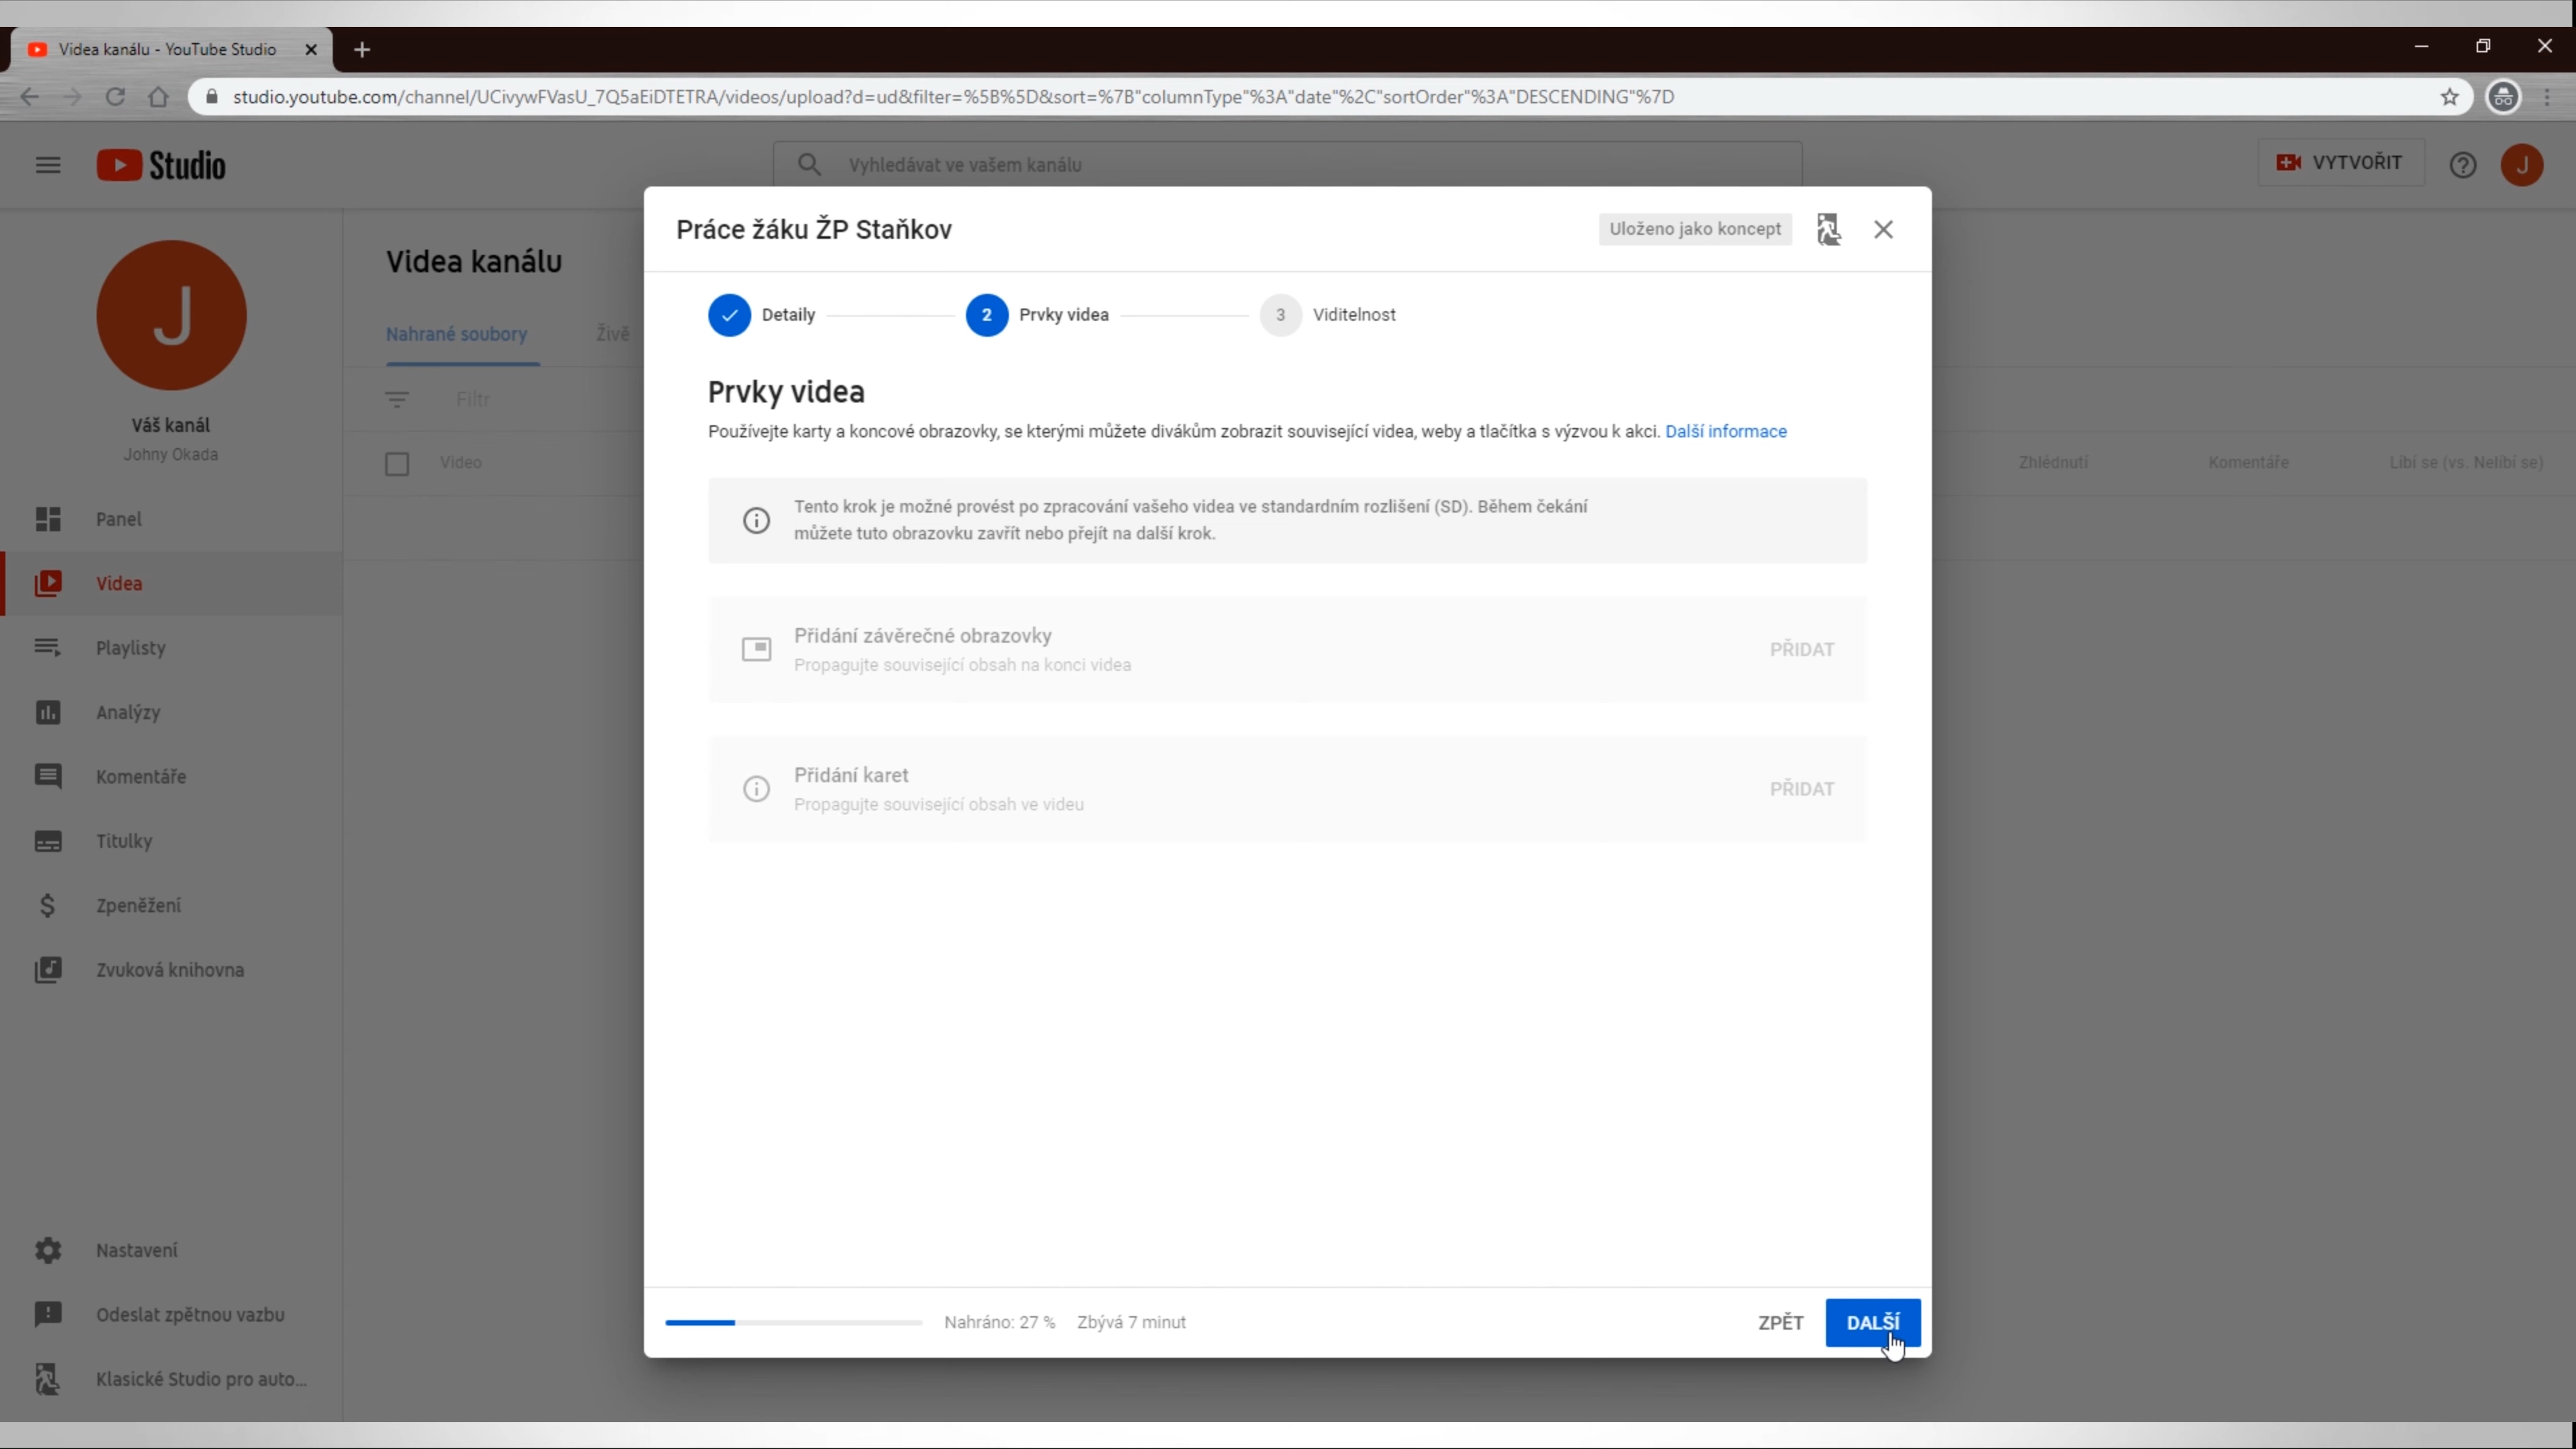 Videa kanálu - YouTube Studio
studio.youtube.com/channel/UCivywFVasU_7Q5aEiDTETRA/videos/upload?d=ud&filter=%5B%5D&sort=%7B"columnType"%3A"date"%2C"sortOrder"%3A"DESCENDING"%7D
Studio
Vyhledávat ve vašem kanálu
VYTVOŘIT
J
J
Váš kanál
Johny Okada
Panel
Videa
Playlisty
Analýzy
Komentáře
Titulky
Zpeněžení
Zvuková knihovna
Nastavení
Odeslat zpětnou vazbu
Klasické Studio pro auto...
Videa kanálu
Nahrané soubory
Živě
Filtr
Video
Zhlédnutí
Komentáře
Líbí se (vs. Nelíbí se)
Práce žáku ŽP Staňkov
Uloženo jako koncept
Detaily
2
Prvky videa
3
Viditelnost
Prvky videa
Používejte karty a koncové obrazovky, se kterými můžete divákům zobrazit související videa, weby a tlačítka s výzvou k akci. Další informace
Tento krok je možné provést po zpracování vašeho videa ve standardním rozlišení (SD). Během čekání
můžete tuto obrazovku zavřít nebo přejít na další krok.
Přidání závěrečné obrazovky
Propagujte související obsah na konci videa
PŘIDAT
Přidání karet
Propagujte související obsah ve videu
PŘIDAT
Nahráno: 27 %
Zbývá 7 minut
ZPĚT
DALŠÍ